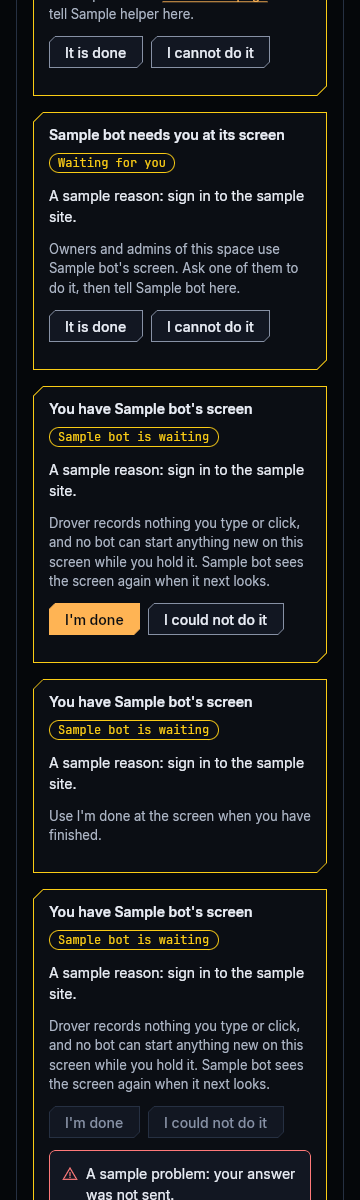 tell Sample helper here.
It is done
I cannot do it
Sample bot needs you at its screen
Waiting for you
A sample reason: sign in to the sample
site.
Owners and admins of this space use
Sample bot's screen. Ask one of them to
do it, then tell Sample bot here.
It is done
I cannot do it
You have Sample bot's screen
Sample bot is waiting
A sample reason: sign in to the sample
site.
Drover records nothing you type or click,
and no bot can start anything new on this
screen while you hold it. Sample bot sees
the screen again when it next looks.
I'm done
I could not do it
You have Sample bot's screen
Sample bot is waiting
A sample reason: sign in to the sample
site.
Use I'm done at the screen when you have
finished.
You have Sample bot's screen
Sample bot is waiting
A sample reason: sign in to the sample
site.
Drover records nothing you type or click,
and no bot can start anything new on this
screen while you hold it. Sample bot sees
the screen again when it next looks.
I'm done
I could not do it
A sample problem: your answer
was not sent.